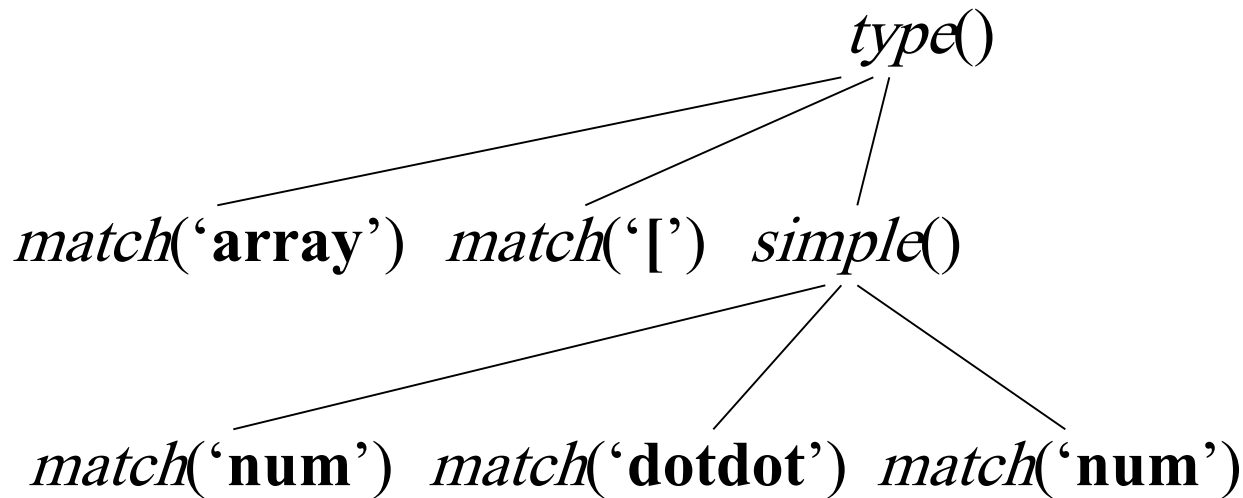 type()
match(‘array’) match(‘[’) simple()
match(‘num’) match(‘dotdot’) match(‘num’)